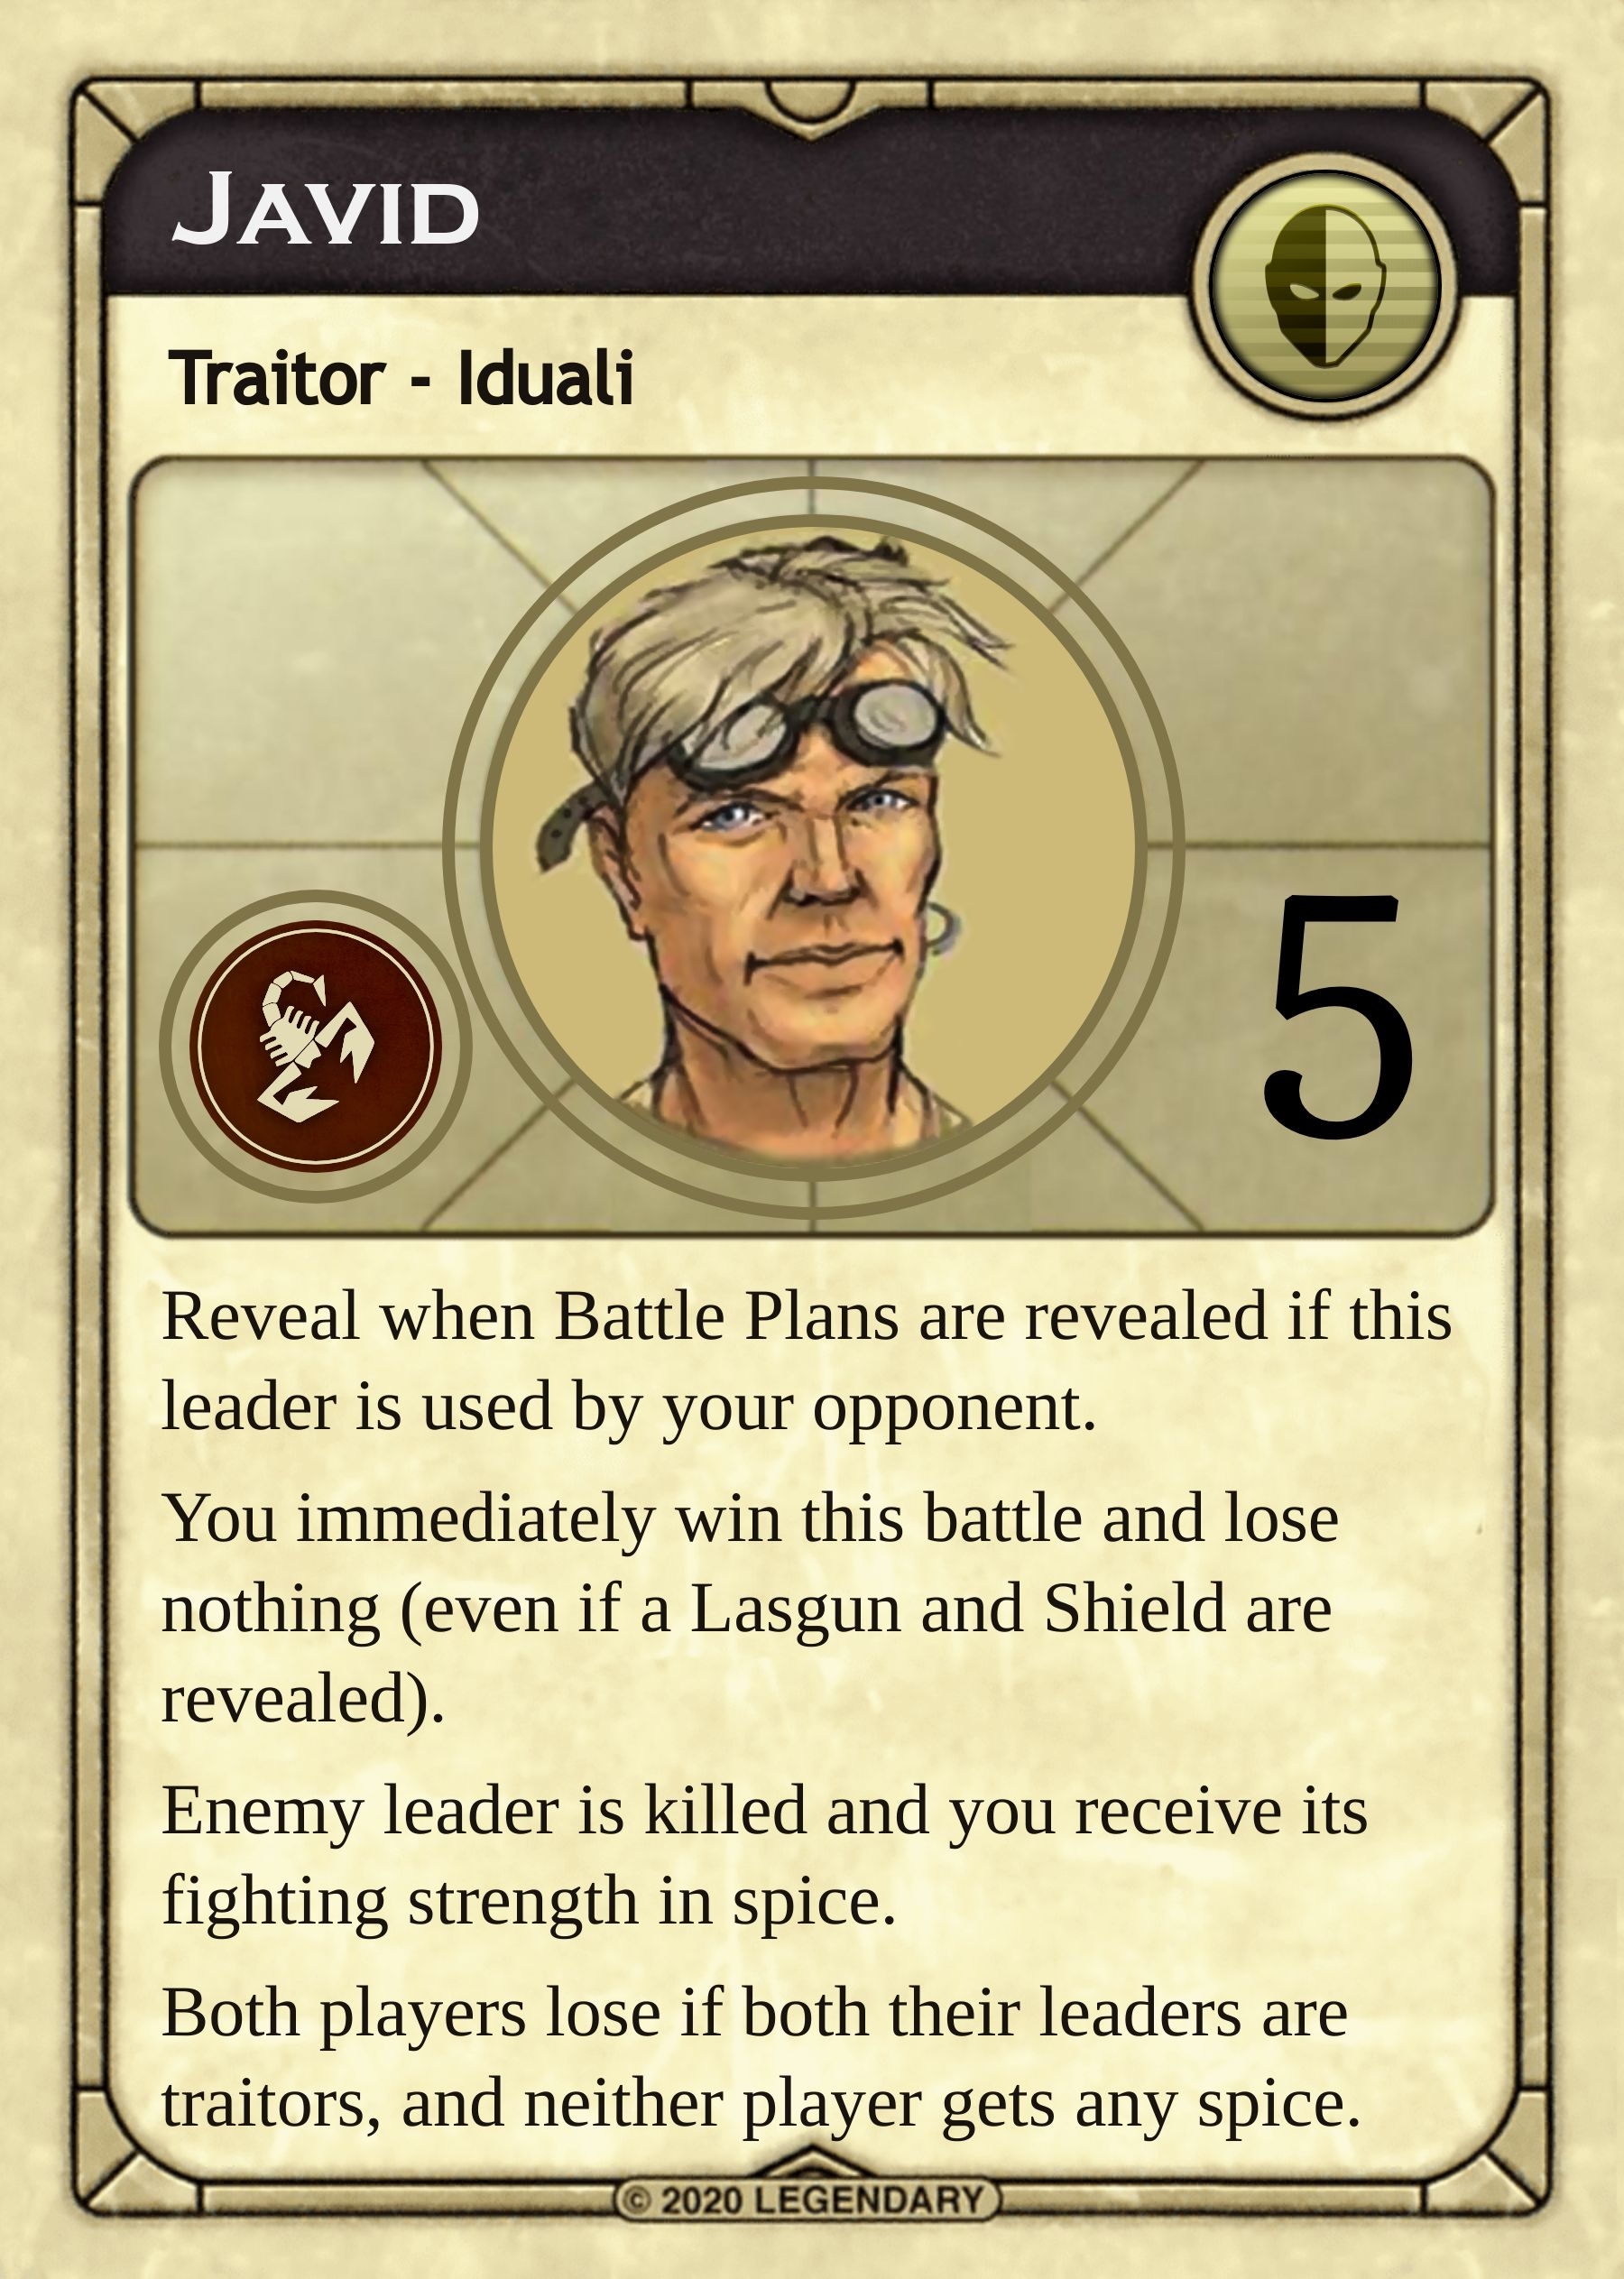 Javid
Traitor - Iduali
5
Reveal when Battle Plans are revealed if this
leader is used by your opponent.
You immediately win this battle and lose
nothing (even if a Lasgun and Shield are
revealed).
Enemy leader is killed and you receive its
fighting strength in spice.
Both players lose if both their leaders are
traitors, and neither player gets any spice.
© 2020 LEGENDARY